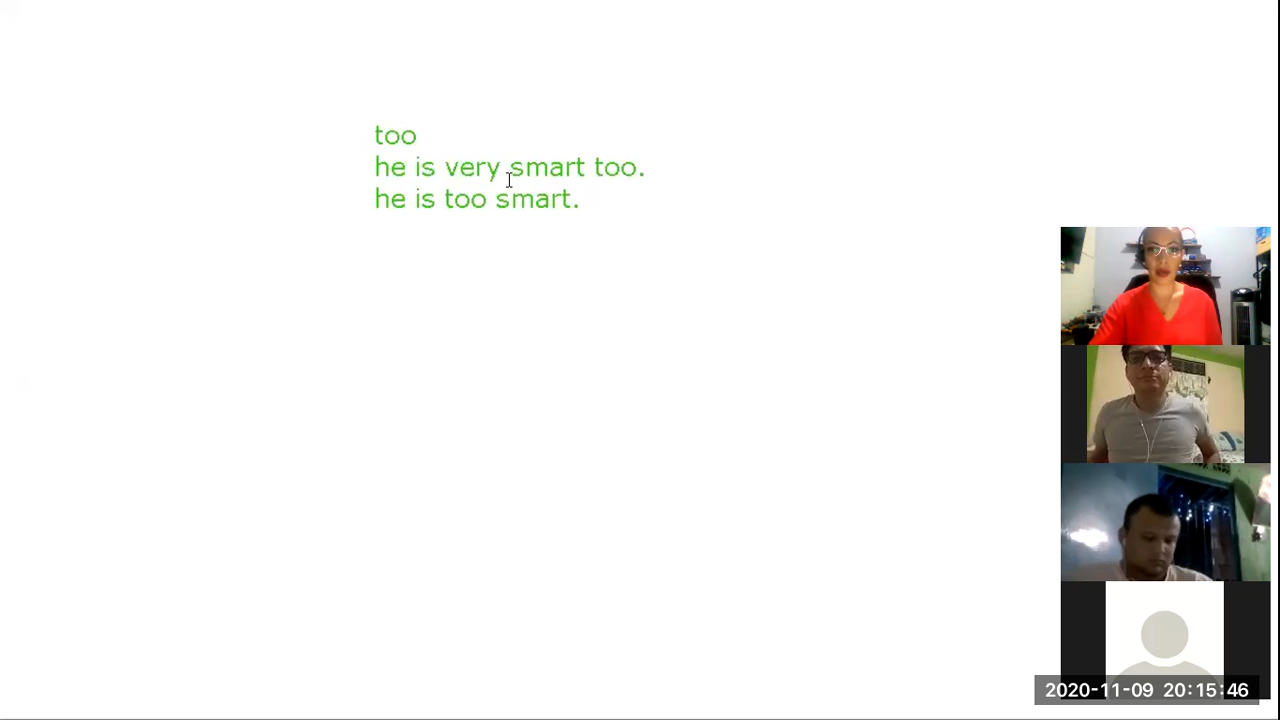 too
he is very smart too.
he is too smart.
2020-11-09 20:15:46